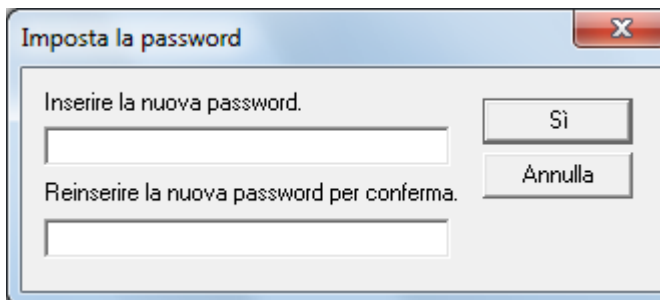 Imposta la password
Inserire la nuova password.
Sì
Annulla
Reinserire la nuova password per conferma.